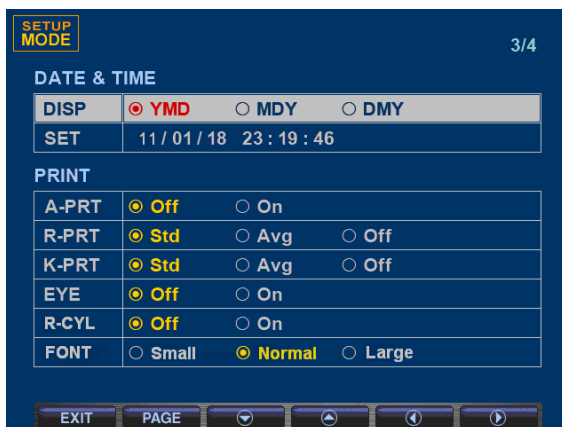 SETUP
MODE
3/4
DATE & TIME
DISP YMD MDY DMY
SET 11/01/18 23:19:46
PRINT
A-PRT Off On
R-PRT Std Avg Off
K-PRT Std Avg Off
EYE Off On
R-CYL Off On
FONT Small Normal Large
EXIT PAGE